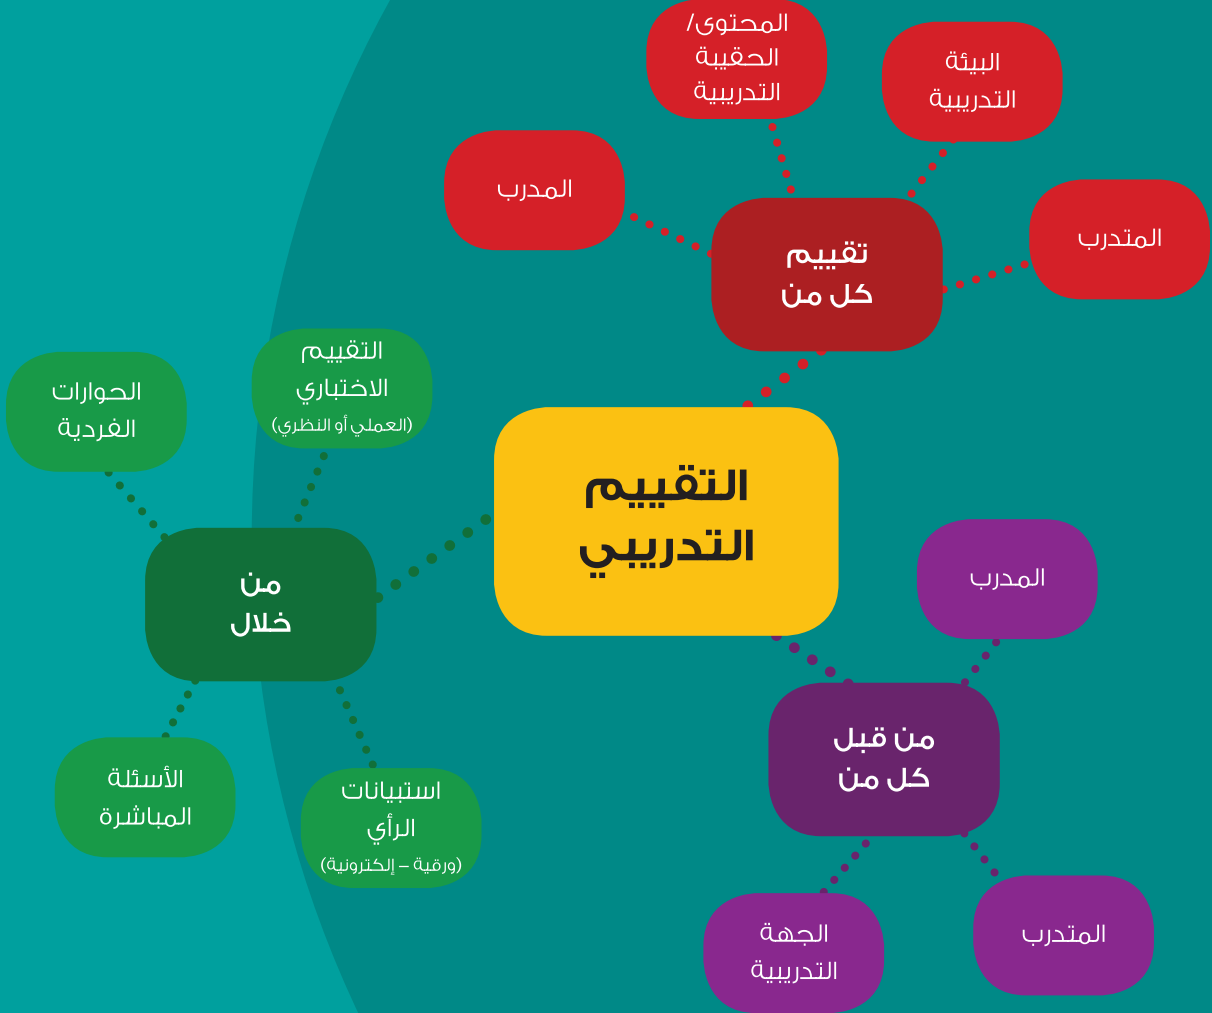 المحتوى/
الحقيبة
التدريبية
البيئة
التدريبية
المدرب
المتدرب
تقييم
كل من
التقييم
الاختباري
(العملي أو النظري)
الحوارات
الفردية
التقييم
التدريبي
من
خلال
المدرب
من قبل
كل من
الأسئلة
المباشرة
استبيانات
الرأي
(ورقية – إلكترونية)
المتدرب
الجهة
التدريبية